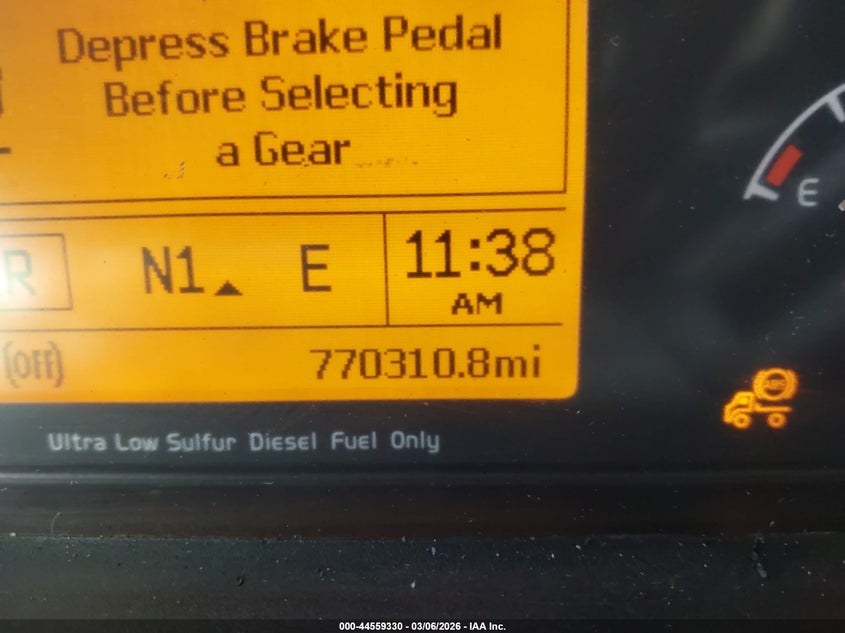 Depress Brake Pedal
Before Selecting
a Gear
R N1 E 11:38
AM
(OFF) 770310.8mi
Ultra Low Sulfur Diesel Fuel Only
E
000-44559330 - 03/06/2026 - IAA Inc.